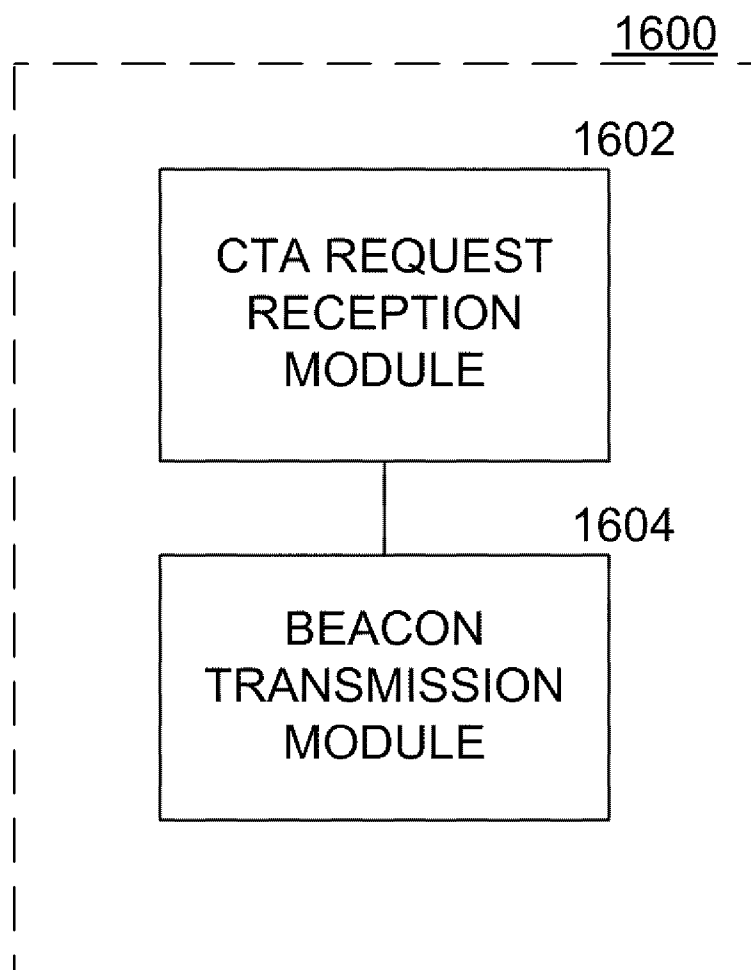 1600
1602
CTA REQUEST
RECEPTION
MODULE
1604
BEACON
TRANSMISSION
MODULE